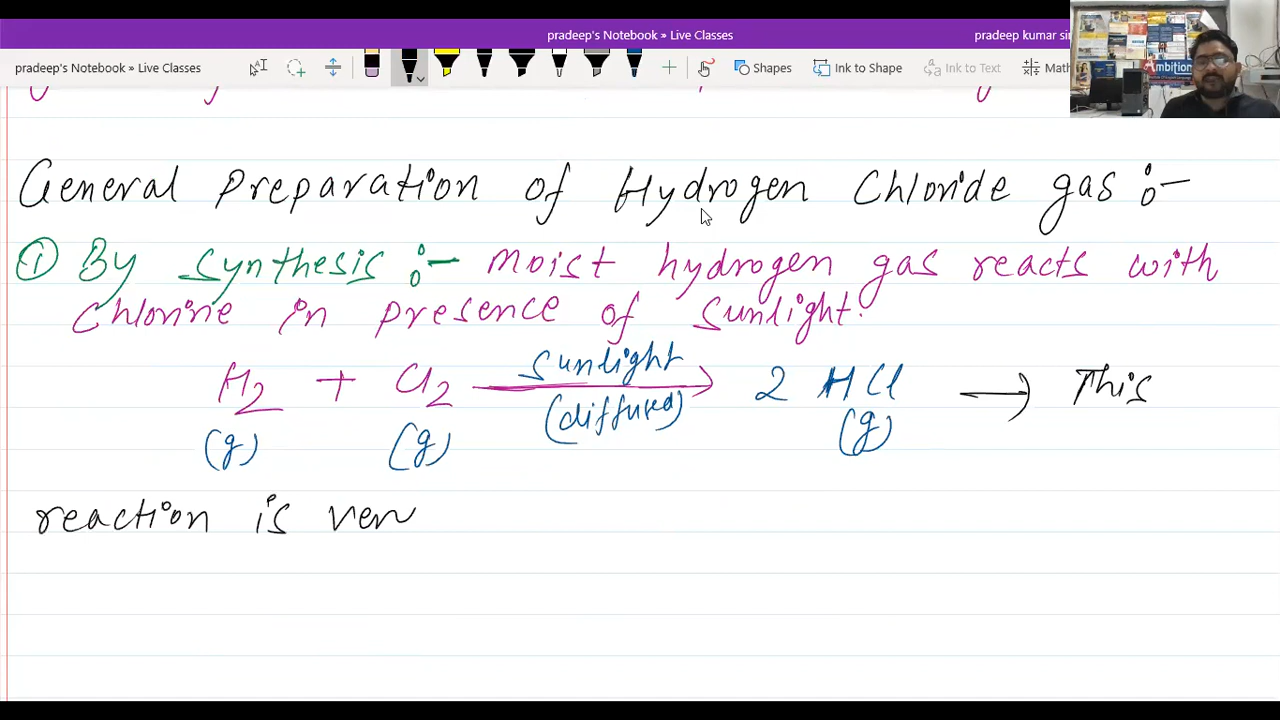 pradeep's Notebook » Live Classes
pradeep kumar sin
pradeep's Notebook » Live Classes
Shapes
Ink to Shape
Ink to Text
Math
Ambition
General Preparation of Hydrogen Chloride gas :-
① By synthesis :- Moist hydrogen gas reacts with
Chlorine in presence of sunlight.
H2 (g) + Cl2 (g) —Sunlight (diffused)→ 2 HCl (g) → This
reaction is ver